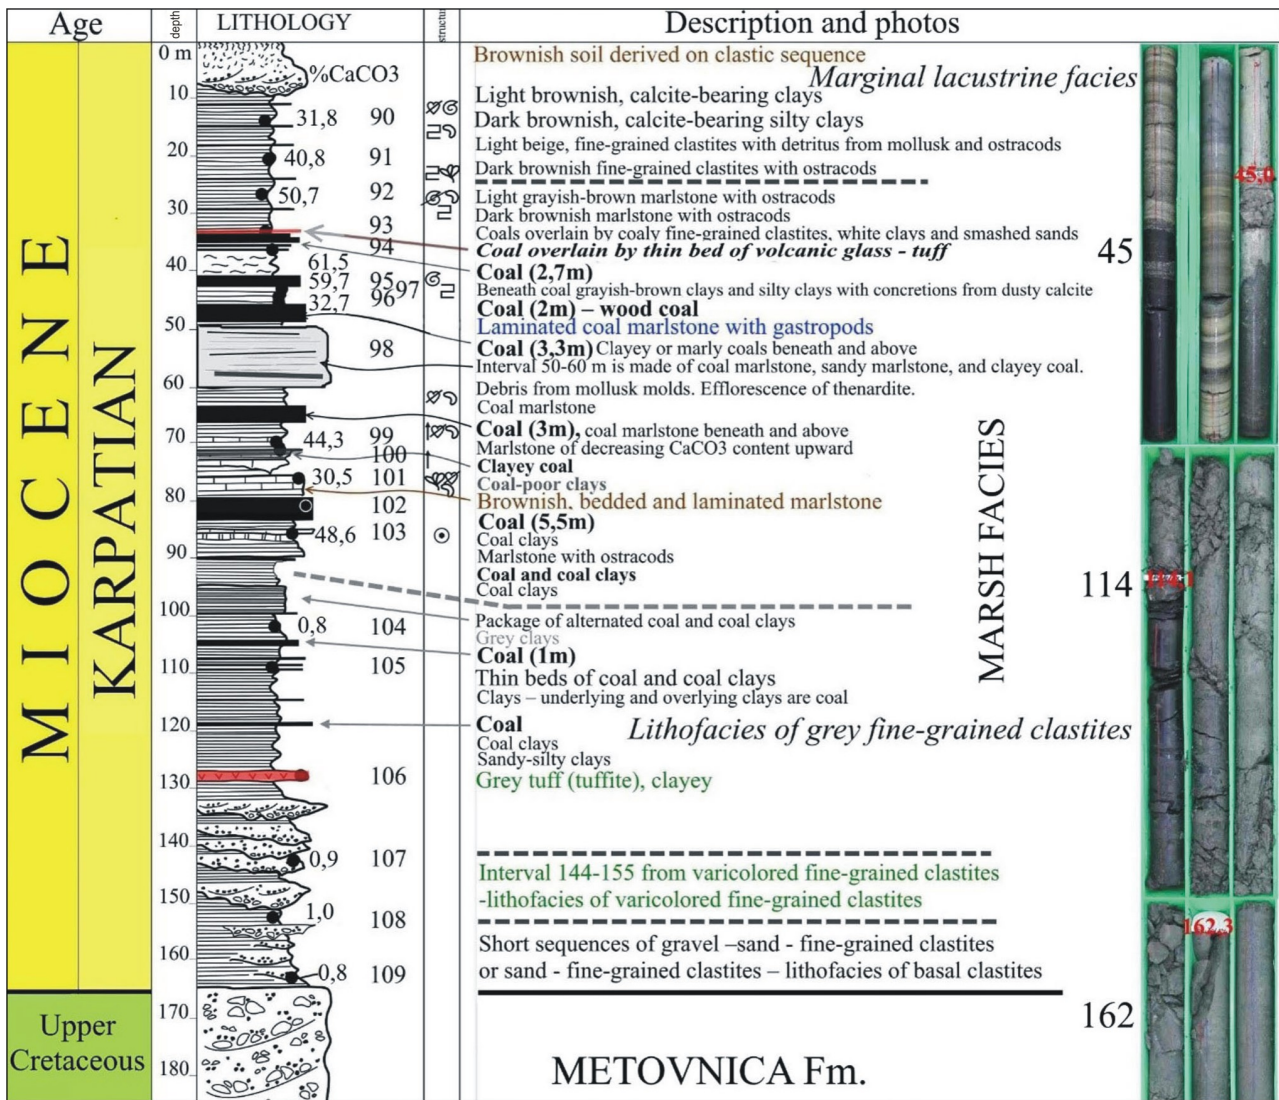 Age
depth
LITHOLOGY
structur
Description and photos
MIOCENE
KARPATIAN
Upper
Cretaceous
0 m
10
20
30
40
50
60
70
80
90
100
110
120
130
140
150
160
170
180
%CaCO3
31,8 90
40,8 91
50,7 92
93
94
61,5
59,7 95
97
32,7 96
98
44,3 99
100
30,5 101
102
48,6 103
0,8 104
105
106
0,9 107
1,0 108
0,8 109
Brownish soil derived on clastic sequence
Marginal lacustrine facies
Light brownish, calcite-bearing clays
Dark brownish, calcite-bearing silty clays
Light beige, fine-grained clastites with detritus from mollusk and ostracods
Dark brownish fine-grained clastites with ostracods
Light grayish-brown marlstone with ostracods
Dark brownish marlstone with ostracods
Coals overlain by coaly fine-grained clastites, white clays and smashed sands
Coal overlain by thin bed of volcanic glass - tuff
Coal (2,7m)
Beneath coal grayish-brown clays and silty clays with concretions from dusty calcite
Coal (2m) – wood coal
Laminated coal marlstone with gastropods
Coal (3,3m) Clayey or marly coals beneath and above
Interval 50-60 m is made of coal marlstone, sandy marlstone, and clayey coal.
Debris from mollusk molds. Efflorescence of thenardite.
Coal marlstone
Coal (3m), coal marlstone beneath and above
Marlstone of decreasing CaCO3 content upward
Clayey coal
Coal-poor clays
Brownish, bedded and laminated marlstone
Coal (5,5m)
Coal clays
Marlstone with ostracods
Coal and coal clays
Coal clays
Package of alternated coal and coal clays
Grey clays
Coal (1m)
Thin beds of coal and coal clays
Clays – underlying and overlying clays are coal
Coal
Lithofacies of grey fine-grained clastites
Coal clays
Sandy-silty clays
Grey tuff (tuffite), clayey
Interval 144-155 from varicolored fine-grained clastites
-lithofacies of varicolored fine-grained clastites
Short sequences of gravel –sand - fine-grained clastites
or sand - fine-grained clastites – lithofacies of basal clastites
METOVNICA Fm.
MARSH FACIES
45
114
162
45,0
114,1
162,3